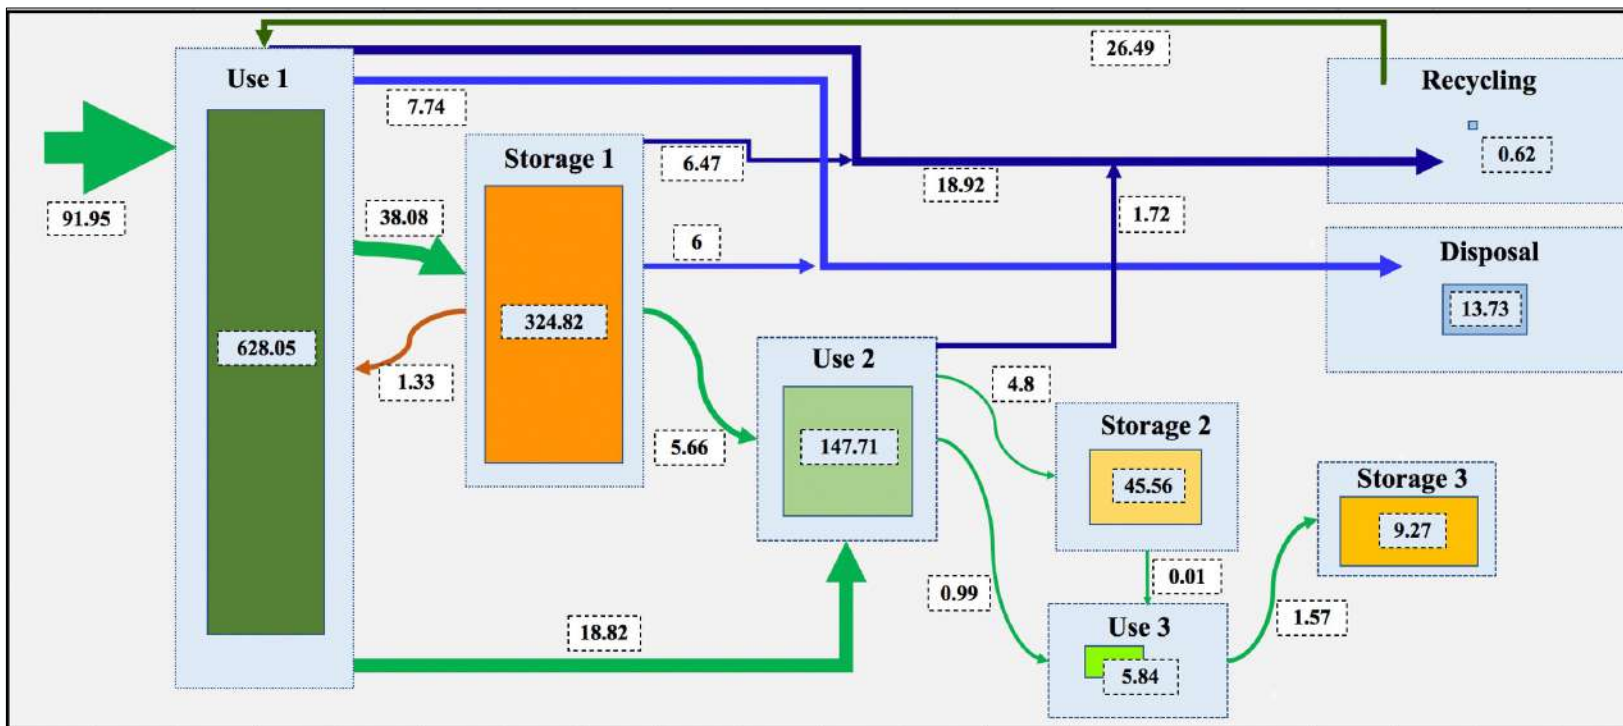 26.49
Use 1
Recycling
7.74
Storage 1
6.47
0.62
18.92
91.95
38.08
6
1.72
Disposal
628.05
324.82
13.73
1.33
Use 2
4.8
5.66
147.71
Storage 2
45.56
Storage 3
9.27
0.99
0.01
18.82
Use 3
1.57
5.84